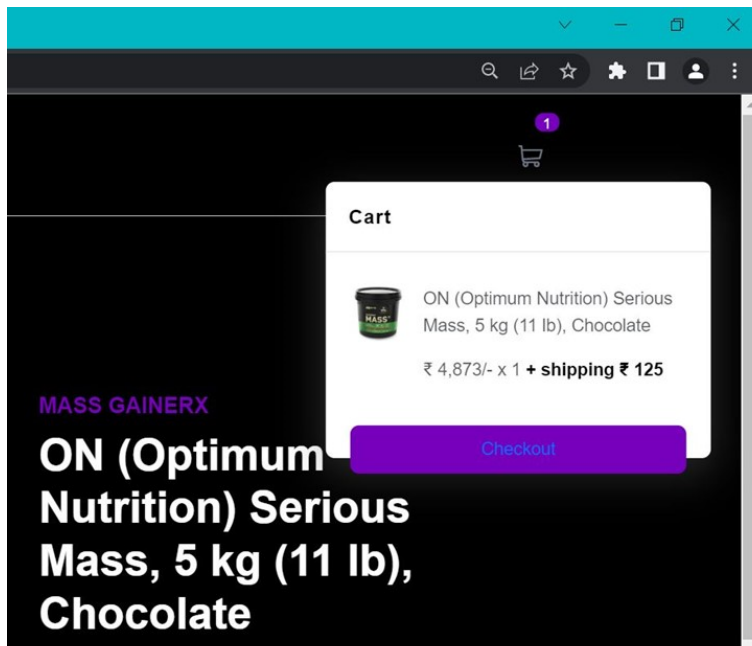 1
Cart
ON (Optimum Nutrition) Serious
Mass, 5 kg (11 lb), Chocolate
₹ 4,873/- x 1 + shipping ₹ 125
Checkout
MASS GAINERX
ON (Optimum
Nutrition) Serious
Mass, 5 kg (11 lb),
Chocolate
MASS